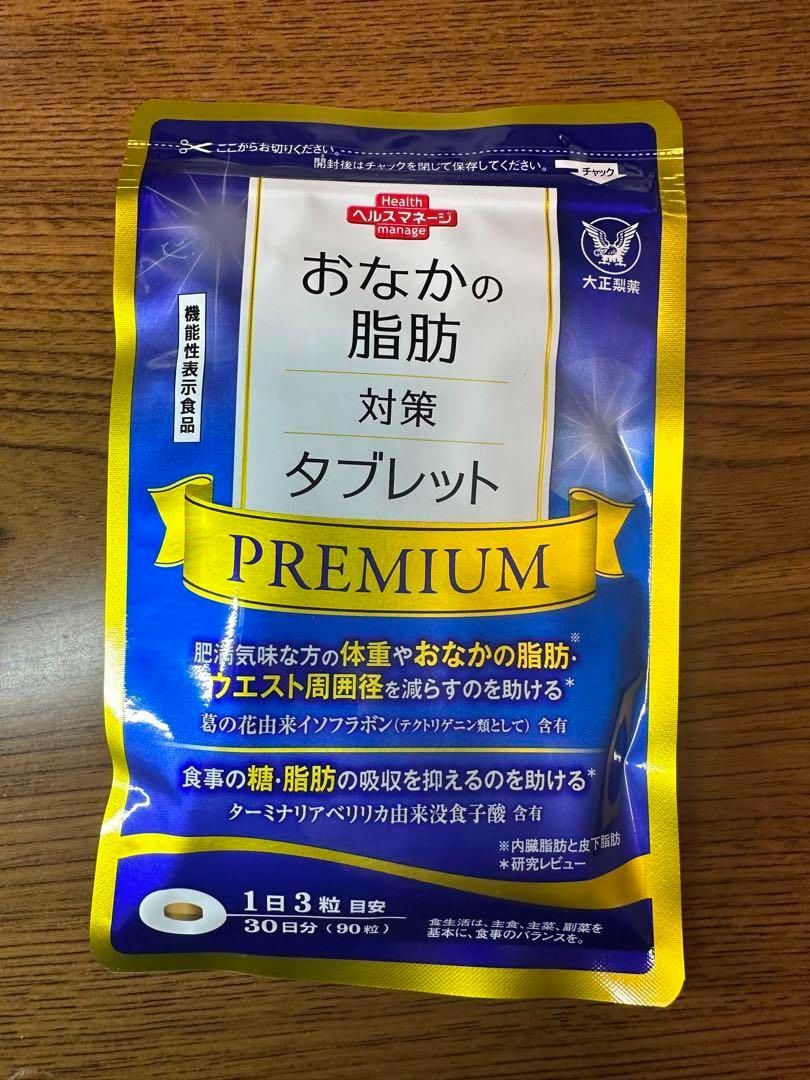 ここからお切りください。
開封後はチャックを閉じて保存してください。
チャック
Health
ヘルスマネージ
manage
大正製薬
機能性表示食品
おなかの
脂肪
対策
タブレット
PREMIUM
肥満気味な方の体重やおなかの脂肪※・
ウエスト周囲径を減らすのを助ける*
葛の花由来イソフラボン(テクトリゲニン類として) 含有
食事の糖・脂肪の吸収を抑えるのを助ける*
ターミナリアベリリカ由来没食子酸 含有
※内臓脂肪と皮下脂肪
*研究レビュー
1日3粒 目安
30日分(90粒)
食生活は、主食、主菜、副菜を
基本に、食事のバランスを。